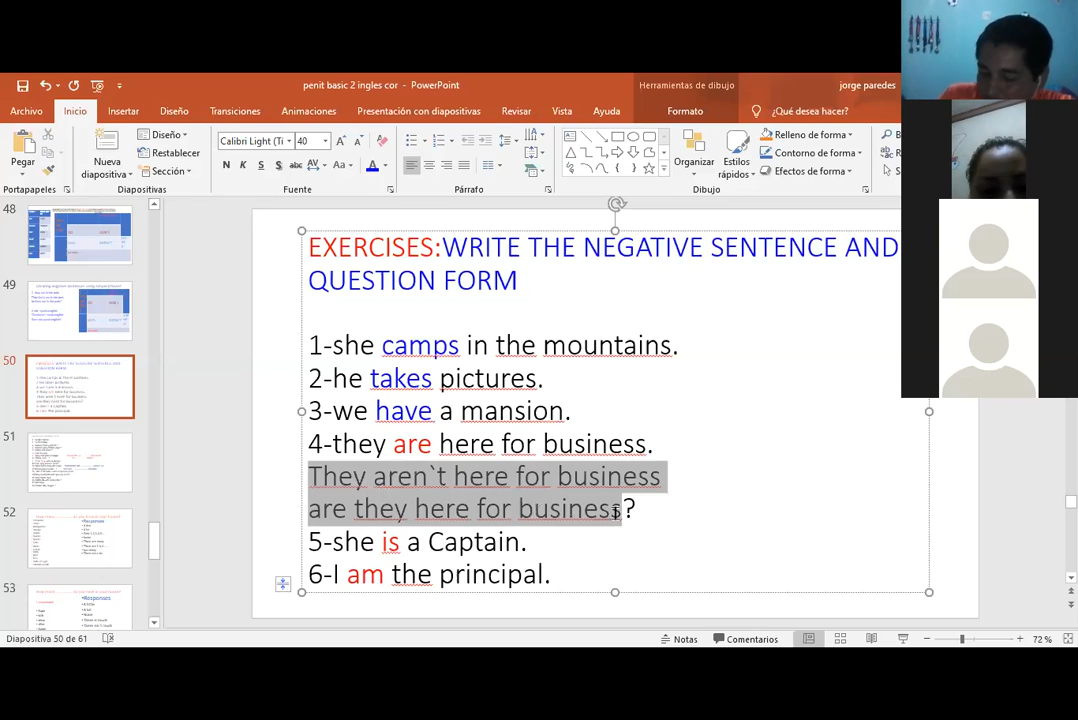 penit basic 2 ingles cor - PowerPoint
Herramientas de dibujo
jorge paredes
Archivo
Inicio
Insertar
Diseño
Transiciones
Animaciones
Presentación con diapositivas
Revisar
Vista
Ayuda
Formato
¿Qué desea hacer?
Pegar
Nueva diapositiva
Diseño
Restablecer
Sección
Calibri Light (Tí
40
Organizar
Estilos rápidos
Relleno de forma
Contorno de forma
Efectos de forma
Portapapeles
Diapositivas
Fuente
Párrafo
Dibujo
48
49
50
51
52
53
EXERCISES:WRITE THE NEGATIVE SENTENCE AND
QUESTION FORM
1-she camps in the mountains.
2-he takes pictures.
3-we have a mansion.
4-they are here for business.
They aren`t here for business
are they here for business?
5-she is a Captain.
6-I am the principal.
Diapositiva 50 de 61
Notas
Comentarios
72 %